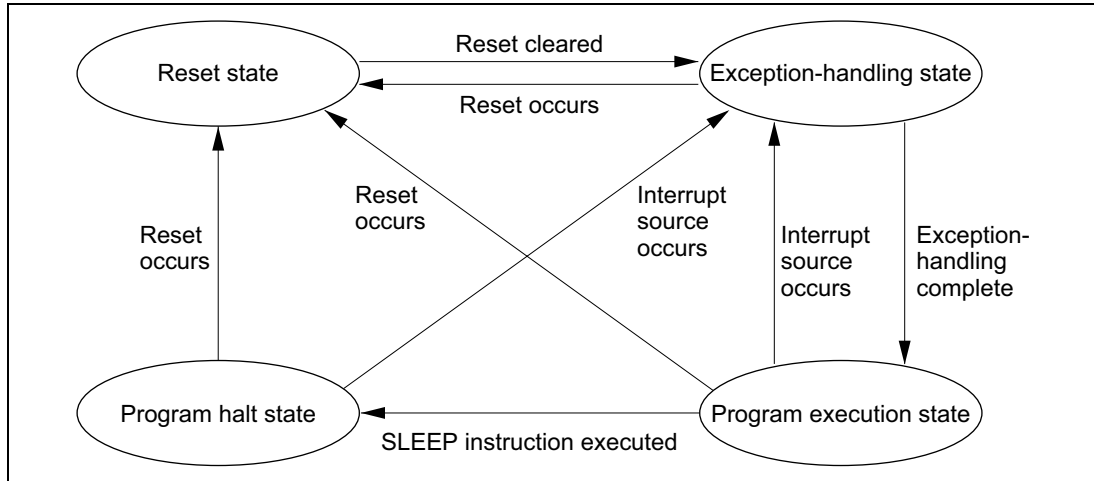 Reset cleared
Reset state
Exception-handling state
Reset occurs
Reset
occurs
Reset
occurs
Interrupt
source
occurs
Interrupt
source
occurs
Exception-
handling
complete
Program halt state
Program execution state
SLEEP instruction executed